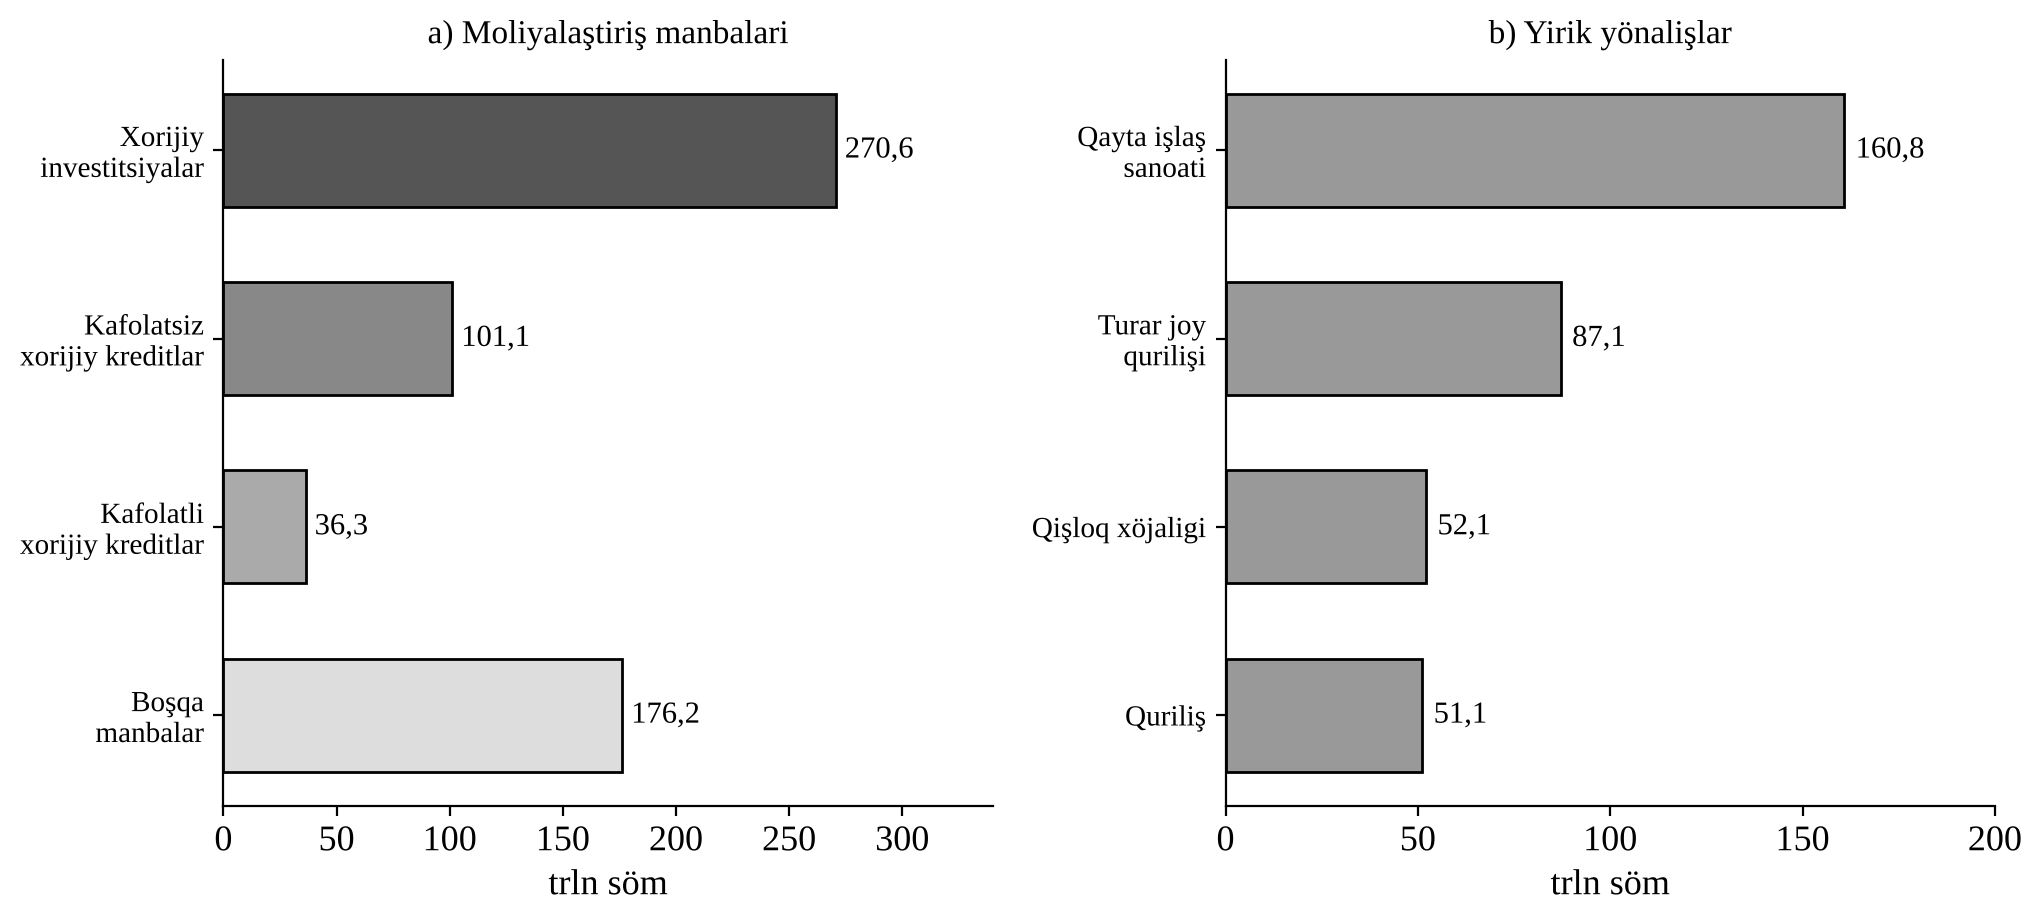 a) Moliyalaştiriş manbalari
Xorijiy
investitsiyalar
270,6
Kafolatsiz
xorijiy kreditlar
101,1
Kafolatli
xorijiy kreditlar
36,3
Boşqa
manbalar
176,2
0 50 100 150 200 250 300
trln söm
b) Yirik yönalişlar
Qayta işlaş
sanoati
160,8
Turar joy
qurilişi
87,1
Qişloq xöjaligi
52,1
Quriliş
51,1
0 50 100 150 200
trln söm